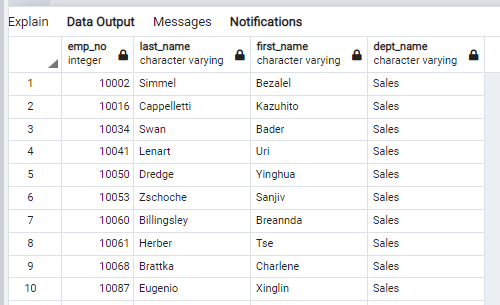 Explain Data Output Messages Notifications
emp_no last_name first_name dept_name
integer character varying character varying character varying
1 10002 Simmel Bezalel Sales
2 10016 Cappelletti Kazuhito Sales
3 10034 Swan Bader Sales
4 10041 Lenart Uri Sales
5 10050 Dredge Yinghua Sales
6 10053 Zschoche Sanjiv Sales
7 10060 Billingsley Breannda Sales
8 10061 Herber Tse Sales
9 10068 Brattka Charlene Sales
10 10087 Eugenio Xinglin Sales